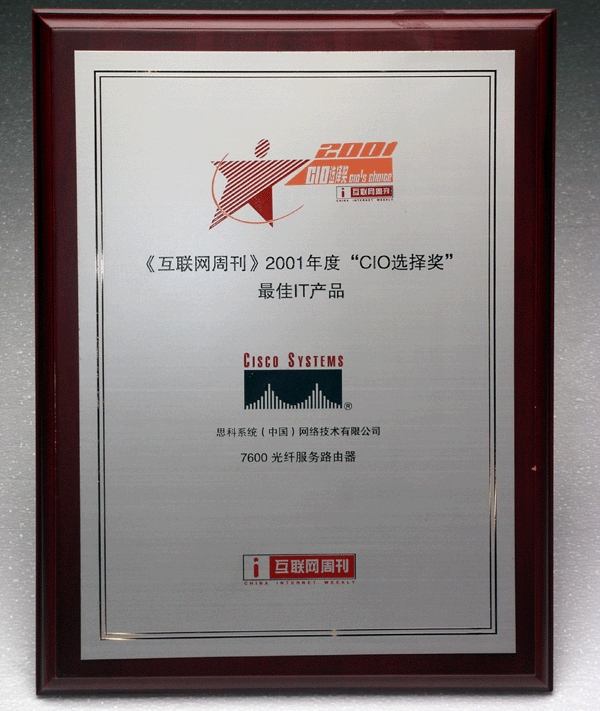 2001
CIO选择奖 CIO's choice
i 互联网周刊
CHINA INTERNET WEEKLY
《互联网周刊》2001年度“CIO选择奖”
最佳IT产品
CISCO SYSTEMS
®
思科系统（中国）网络技术有限公司
7600 光纤服务路由器
i 互联网周刊
CHINA INTERNET WEEKLY